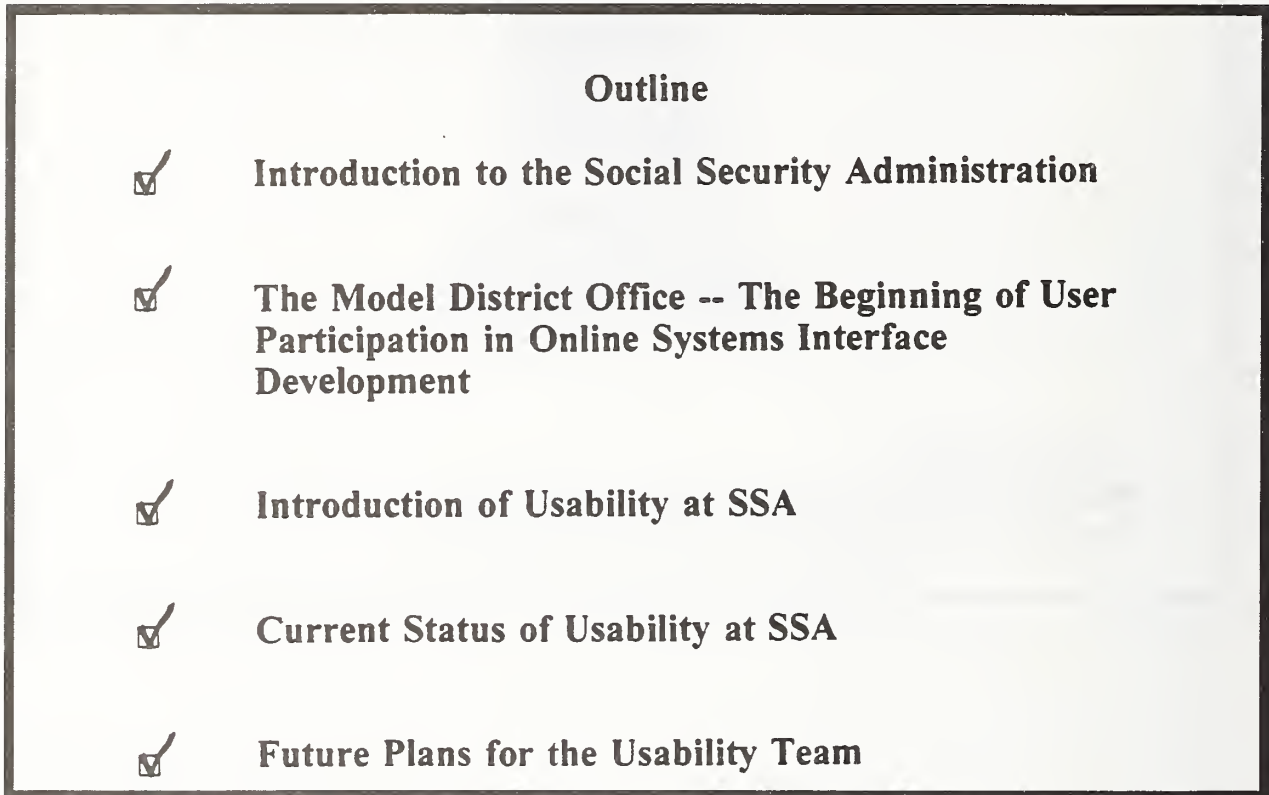 Outline
Introduction to the Social Security Administration
The Model District Office -- The Beginning of User
Participation in Online Systems Interface
Development
Introduction of Usability at SSA
Current Status of Usability at SSA
Future Plans for the Usability Team